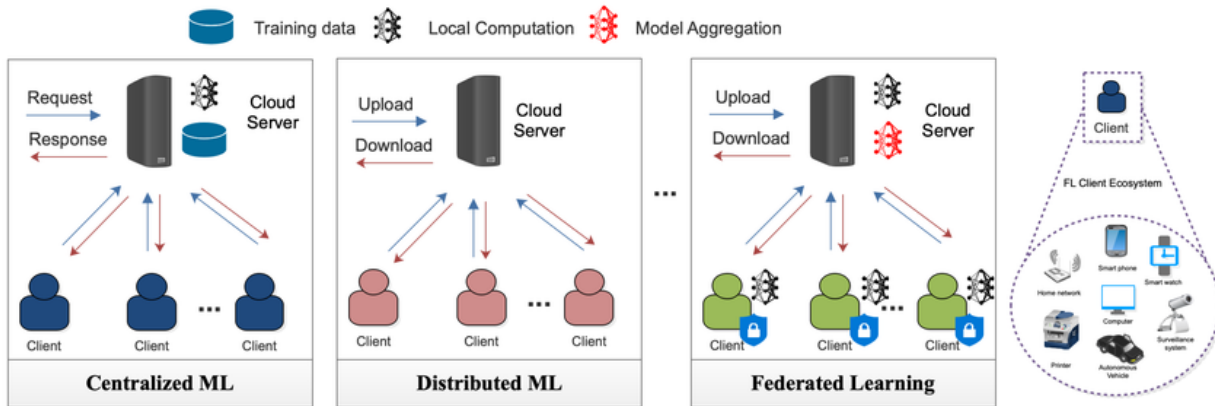 Training data
Local Computation
Model Aggregation
Request
Response
Cloud
Server
Client
Client
Client
...
Centralized ML
Upload
Download
Cloud
Server
Client
Client
Client
...
Distributed ML
...
Upload
Download
Cloud
Server
Client
Client
Client
...
Federated Learning
Client
FL Client Ecosystem
Smart phone
Home network
Smart watch
Computer
Surveillance
system
Printer
Autonomous
Vehicle